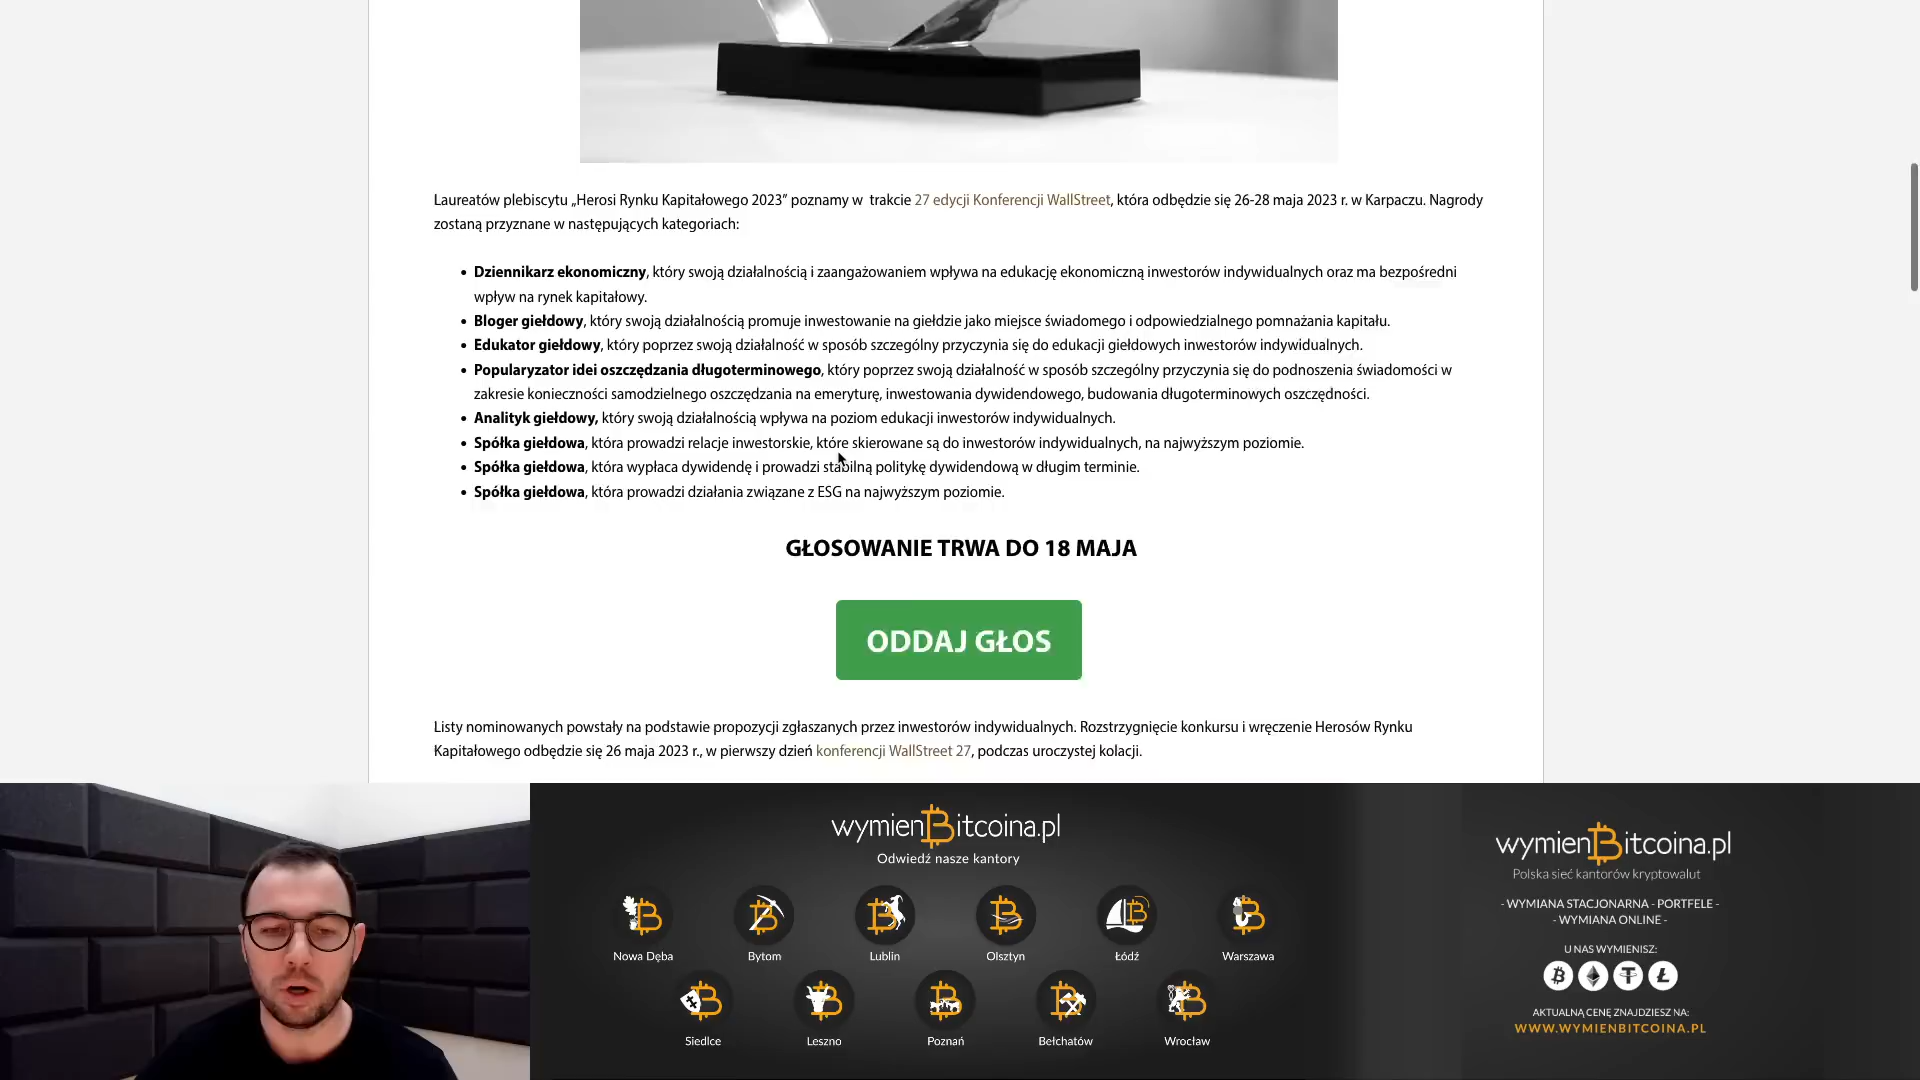 Laureatów plebiscytu „Herosi Rynku Kapitałowego 2023” poznamy w trakcie 27 edycji Konferencji WallStreet, która odbędzie się 26-28 maja 2023 r. w Karpaczu. Nagrody
zostaną przyznane w następujących kategoriach:
• Dziennikarz ekonomiczny, który swoją działalnością i zaangażowaniem wpływa na edukację ekonomiczną inwestorów indywidualnych oraz ma bezpośredni
wpływ na rynek kapitałowy.
• Bloger giełdowy, który swoją działalnością promuje inwestowanie na giełdzie jako miejsce świadomego i odpowiedzialnego pomnażania kapitału.
• Edukator giełdowy, który poprzez swoją działalność w sposób szczególny przyczynia się do edukacji giełdowych inwestorów indywidualnych.
• Popularyzator idei oszczędzania długoterminowego, który poprzez swoją działalność w sposób szczególny przyczynia się do podnoszenia świadomości w
zakresie konieczności samodzielnego oszczędzania na emeryturę, inwestowania dywidendowego, budowania długoterminowych oszczędności.
• Analityk giełdowy, który swoją działalnością wpływa na poziom edukacji inwestorów indywidualnych.
• Spółka giełdowa, która prowadzi relacje inwestorskie, które skierowane są do inwestorów indywidualnych, na najwyższym poziomie.
• Spółka giełdowa, która wypłaca dywidendę i prowadzi stabilną politykę dywidendową w długim terminie.
• Spółka giełdowa, która prowadzi działania związane z ESG na najwyższym poziomie.
GŁOSOWANIE TRWA DO 18 MAJA
ODDAJ GŁOS
Listy nominowanych powstały na podstawie propozycji zgłaszanych przez inwestorów indywidualnych. Rozstrzygnięcie konkursu i wręczenie Herosów Rynku
Kapitałowego odbędzie się 26 maja 2023 r., w pierwszy dzień konferencji WallStreet 27, podczas uroczystej kolacji.
wymienBitcoina.pl
Odwiedź nasze kantory
Nowa Dęba Bytom Lublin Olsztyn Łódź Warszawa
Siedlce Leszno Poznań Bełchatów Wrocław
wymienBitcoina.pl
Polska sieć kantorów kryptowalut
- WYMIANA STACJONARNA - PORTFELE -
- WYMIANA ONLINE -
U NAS WYMIENISZ:
AKTUALNĄ CENĘ ZNAJDZIESZ NA:
WWW.WYMIENBITCOINA.PL